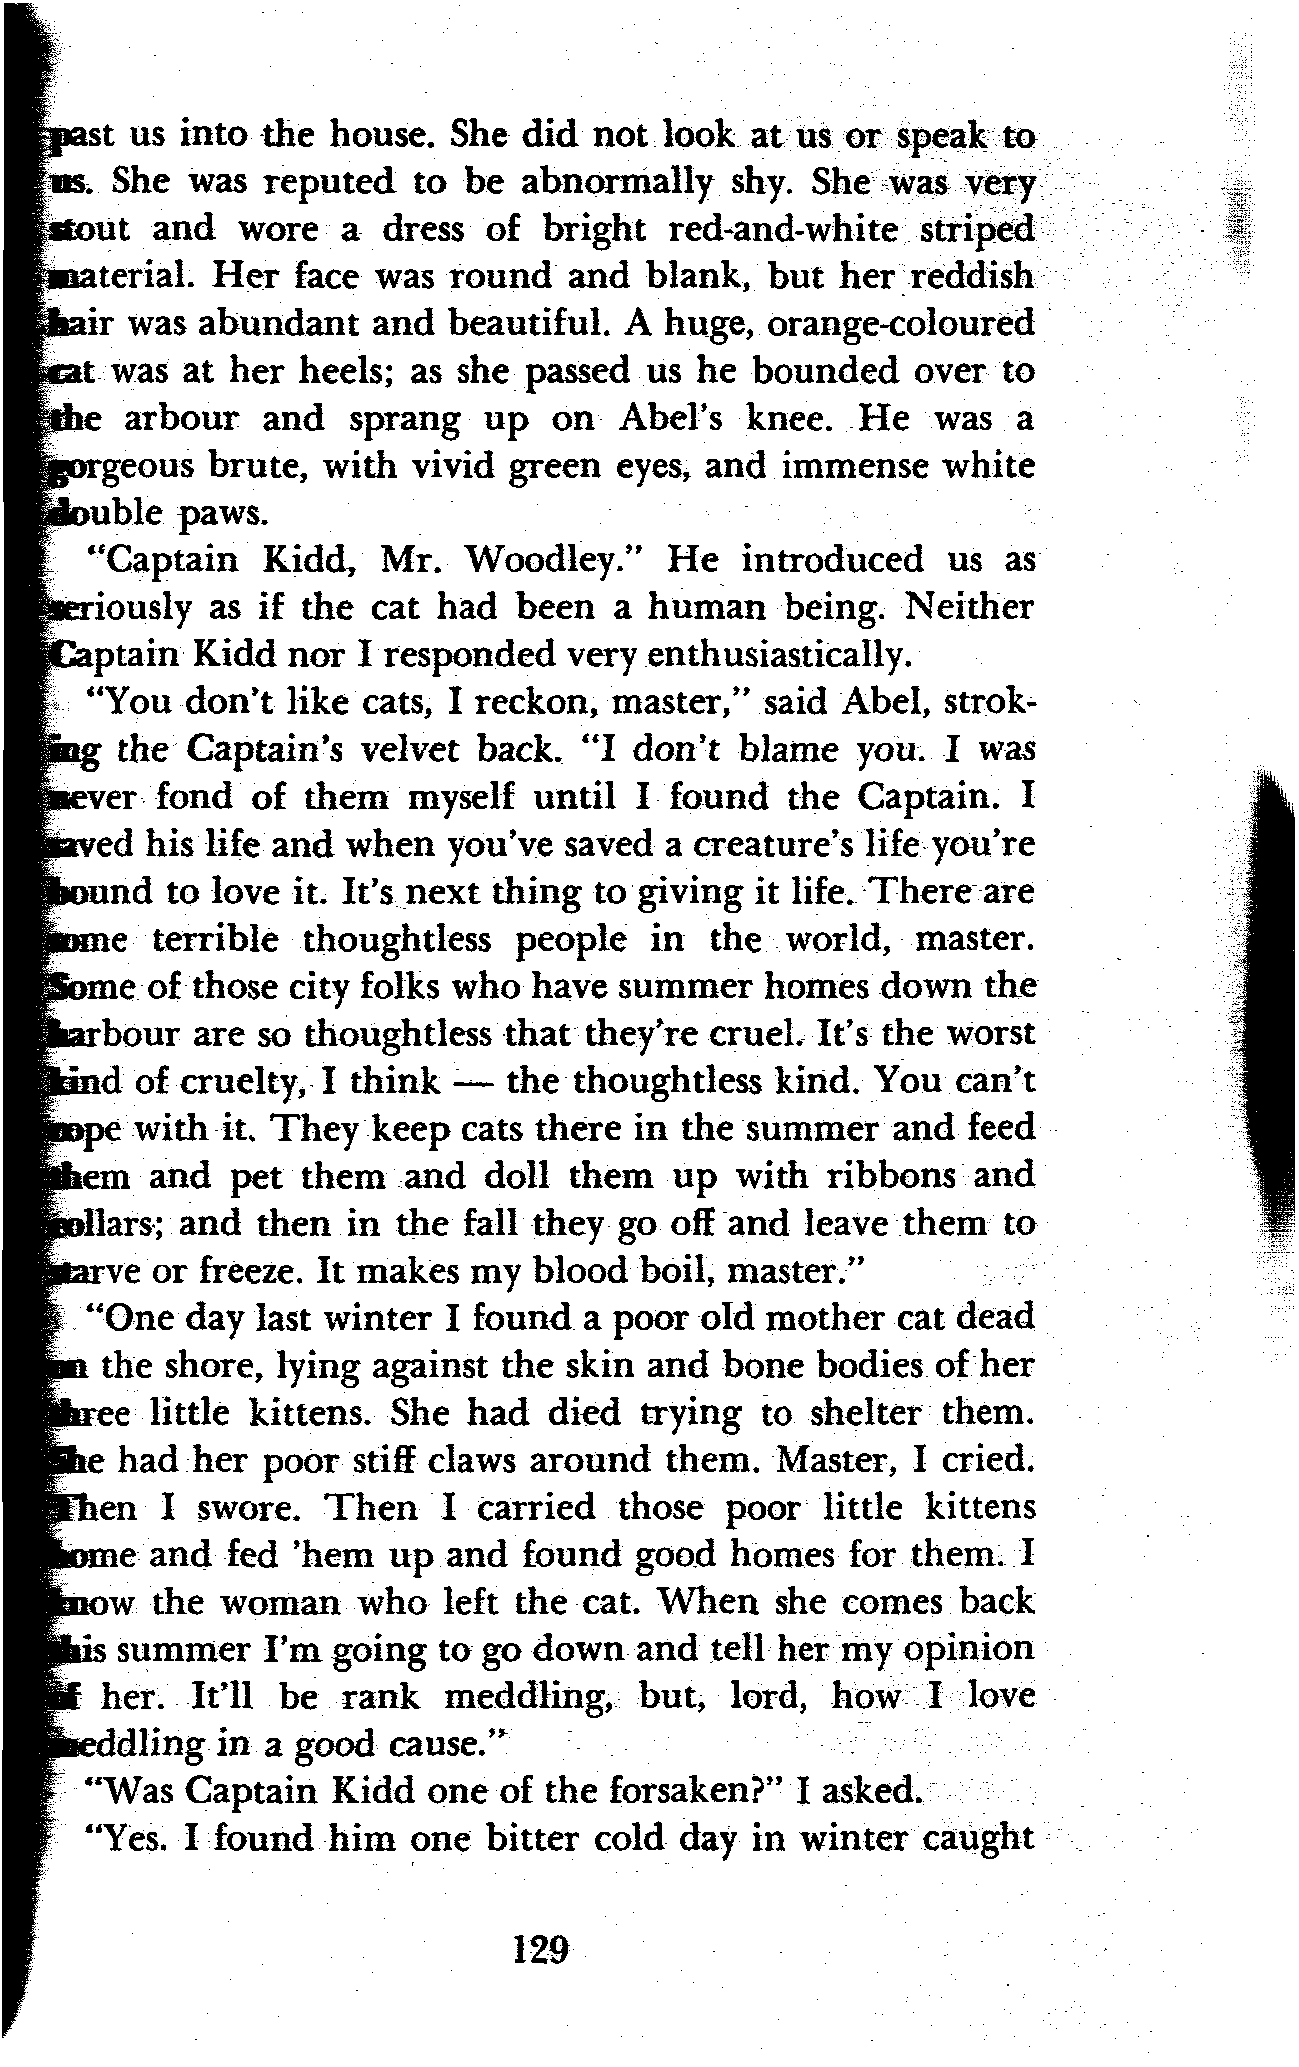 past us into the house. She did not look at us or speak to
us. She was reputed to be abnormally shy. She was very
stout and wore a dress of bright red-and-white striped
material. Her face was round and blank, but her reddish
hair was abundant and beautiful. A huge, orange-coloured
cat was at her heels; as she passed us he bounded over to
the arbour and sprang up on Abel's knee. He was a
gorgeous brute, with vivid green eyes, and immense white
double paws.
"Captain Kidd, Mr. Woodley." He introduced us as
seriously as if the cat had been a human being. Neither
Captain Kidd nor I responded very enthusiastically.
"You don't like cats, I reckon, master," said Abel, strok-
ing the Captain's velvet back. "I don't blame you. I was
never fond of them myself until I found the Captain. I
saved his life and when you've saved a creature's life you're
bound to love it. It's next thing to giving it life. There are
some terrible thoughtless people in the world, master.
Some of those city folks who have summer homes down the
harbour are so thoughtless that they're cruel. It's the worst
kind of cruelty, I think — the thoughtless kind. You can't
cope with it. They keep cats there in the summer and feed
them and pet them and doll them up with ribbons and
collars; and then in the fall they go off and leave them to
starve or freeze. It makes my blood boil, master."
"One day last winter I found a poor old mother cat dead
on the shore, lying against the skin and bone bodies of her
three little kittens. She had died trying to shelter them.
She had her poor stiff claws around them. Master, I cried.
Then I swore. Then I carried those poor little kittens
home and fed 'hem up and found good homes for them. I
know the woman who left the cat. When she comes back
this summer I'm going to go down and tell her my opinion
of her. It'll be rank meddling, but, lord, how I love
meddling in a good cause."
"Was Captain Kidd one of the forsaken?" I asked.
"Yes. I found him one bitter cold day in winter caught
129